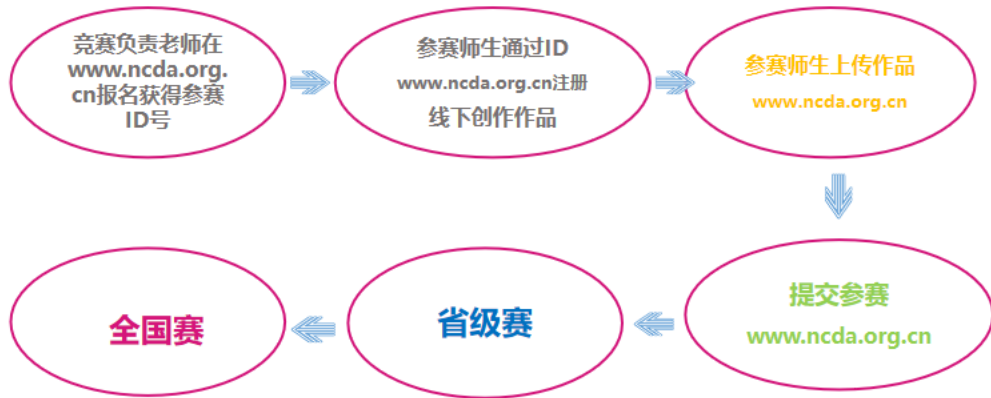 竞赛负责老师在
www.ncda.org.
cn报名获得参赛
ID号
参赛师生通过ID
www.ncda.org.cn注册
线下创作作品
参赛师生上传作品
www.ncda.org.cn
提交参赛
www.ncda.org.cn
省级赛
全国赛